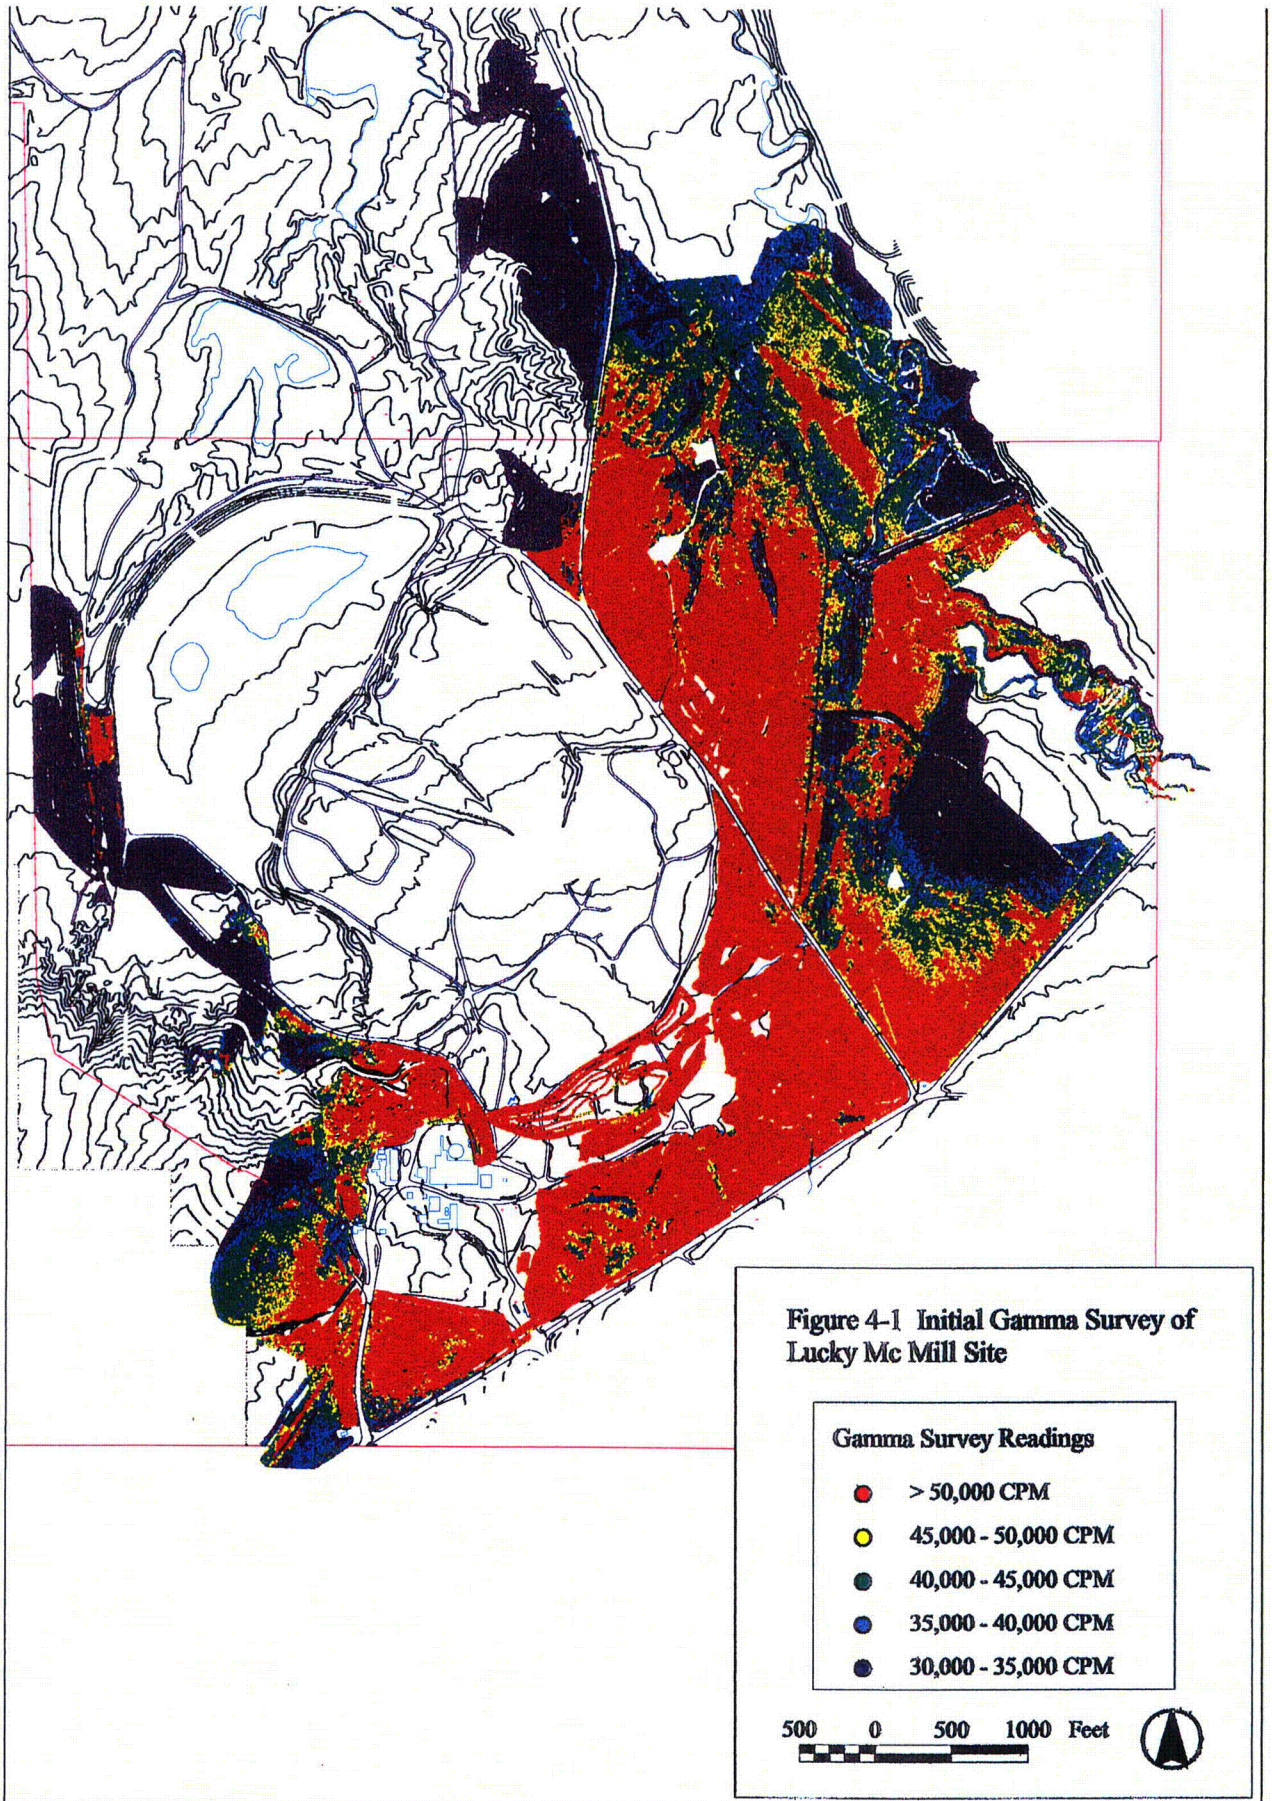 Figure 4-1 Initial Gamma Survey of
Lucky Mc Mill Site
Gamma Survey Readings
> 50,000 CPM
45,000 - 50,000 CPM
40,000 - 45,000 CPM
35,000 - 40,000 CPM
30,000 - 35,000 CPM
500 0 500 1000 Feet